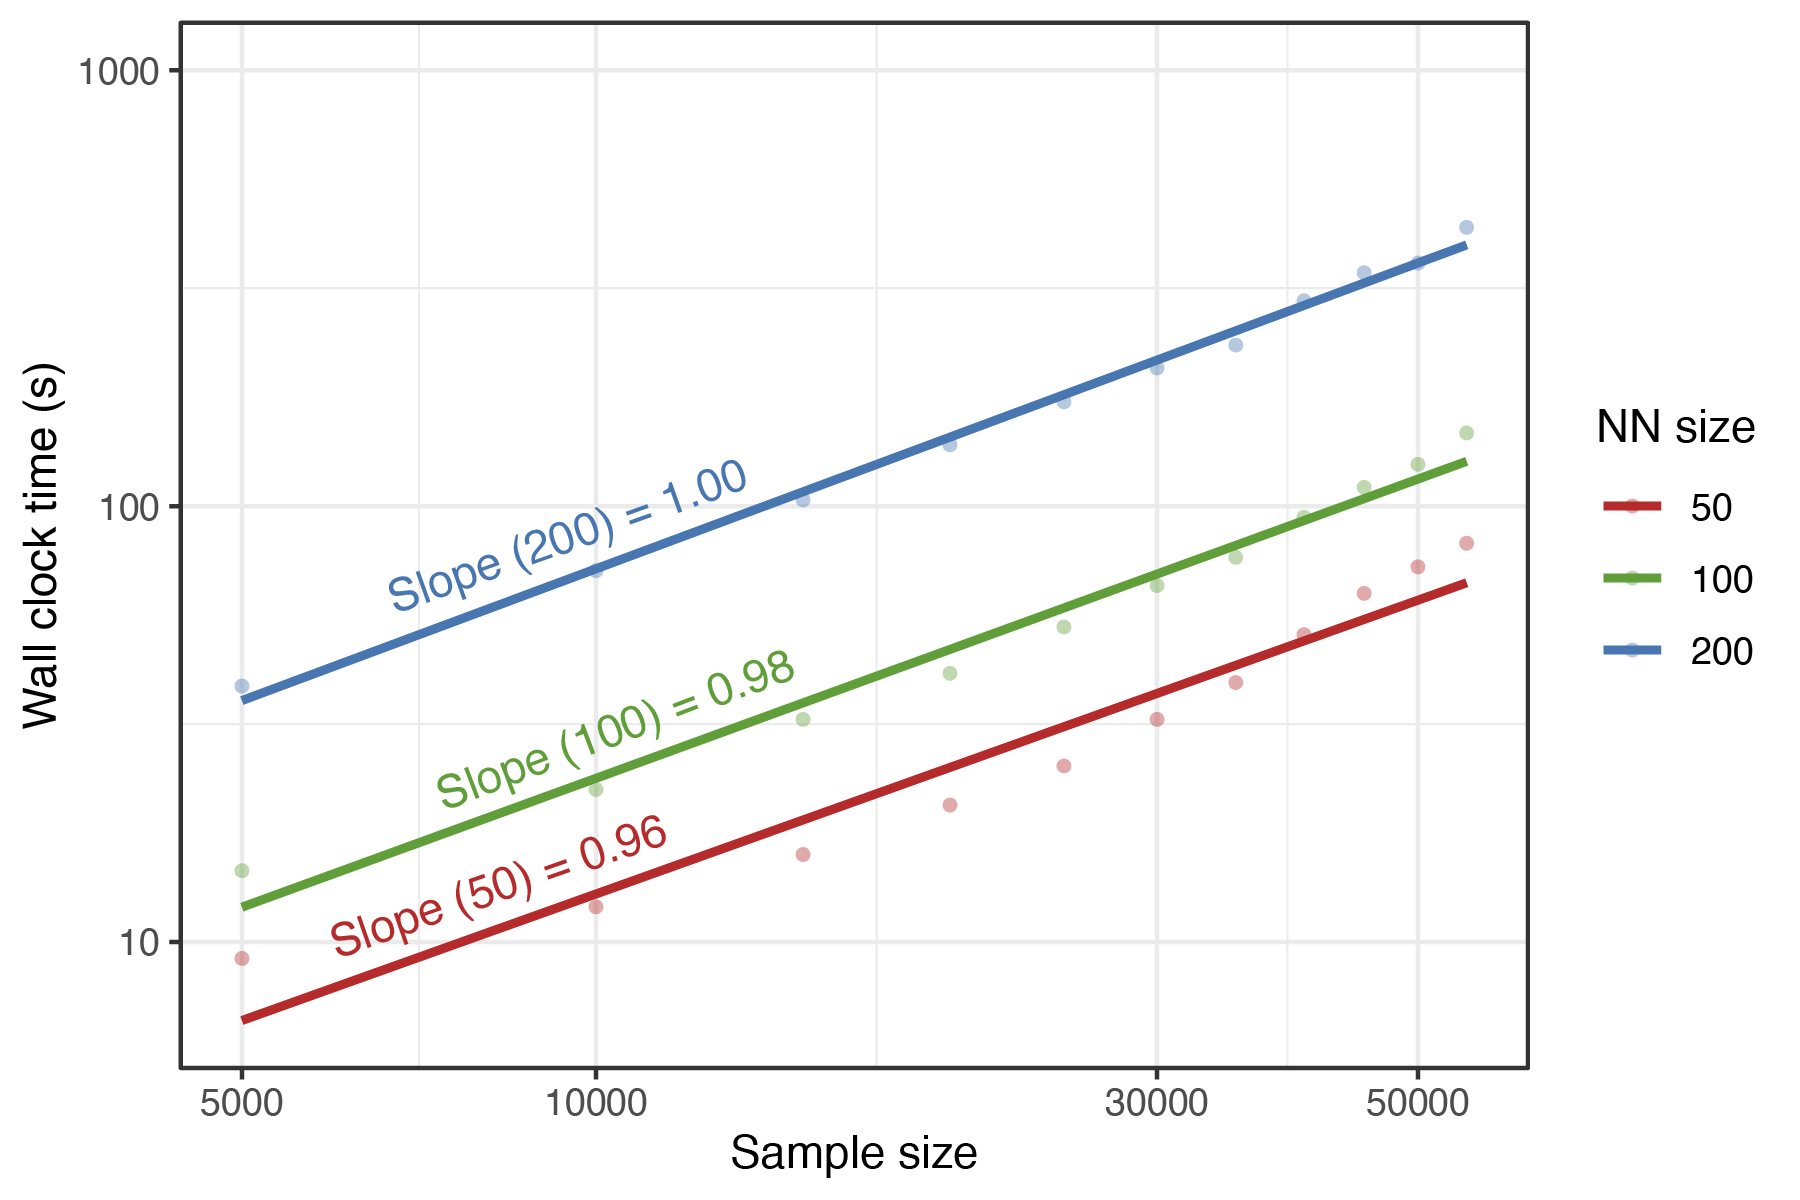 1000
100
10
Wall clock time (s)
Slope (200) = 1.00
Slope (100) = 0.98
Slope (50) = 0.96
5000
10000
30000
50000
Sample size
NN size
50
100
200